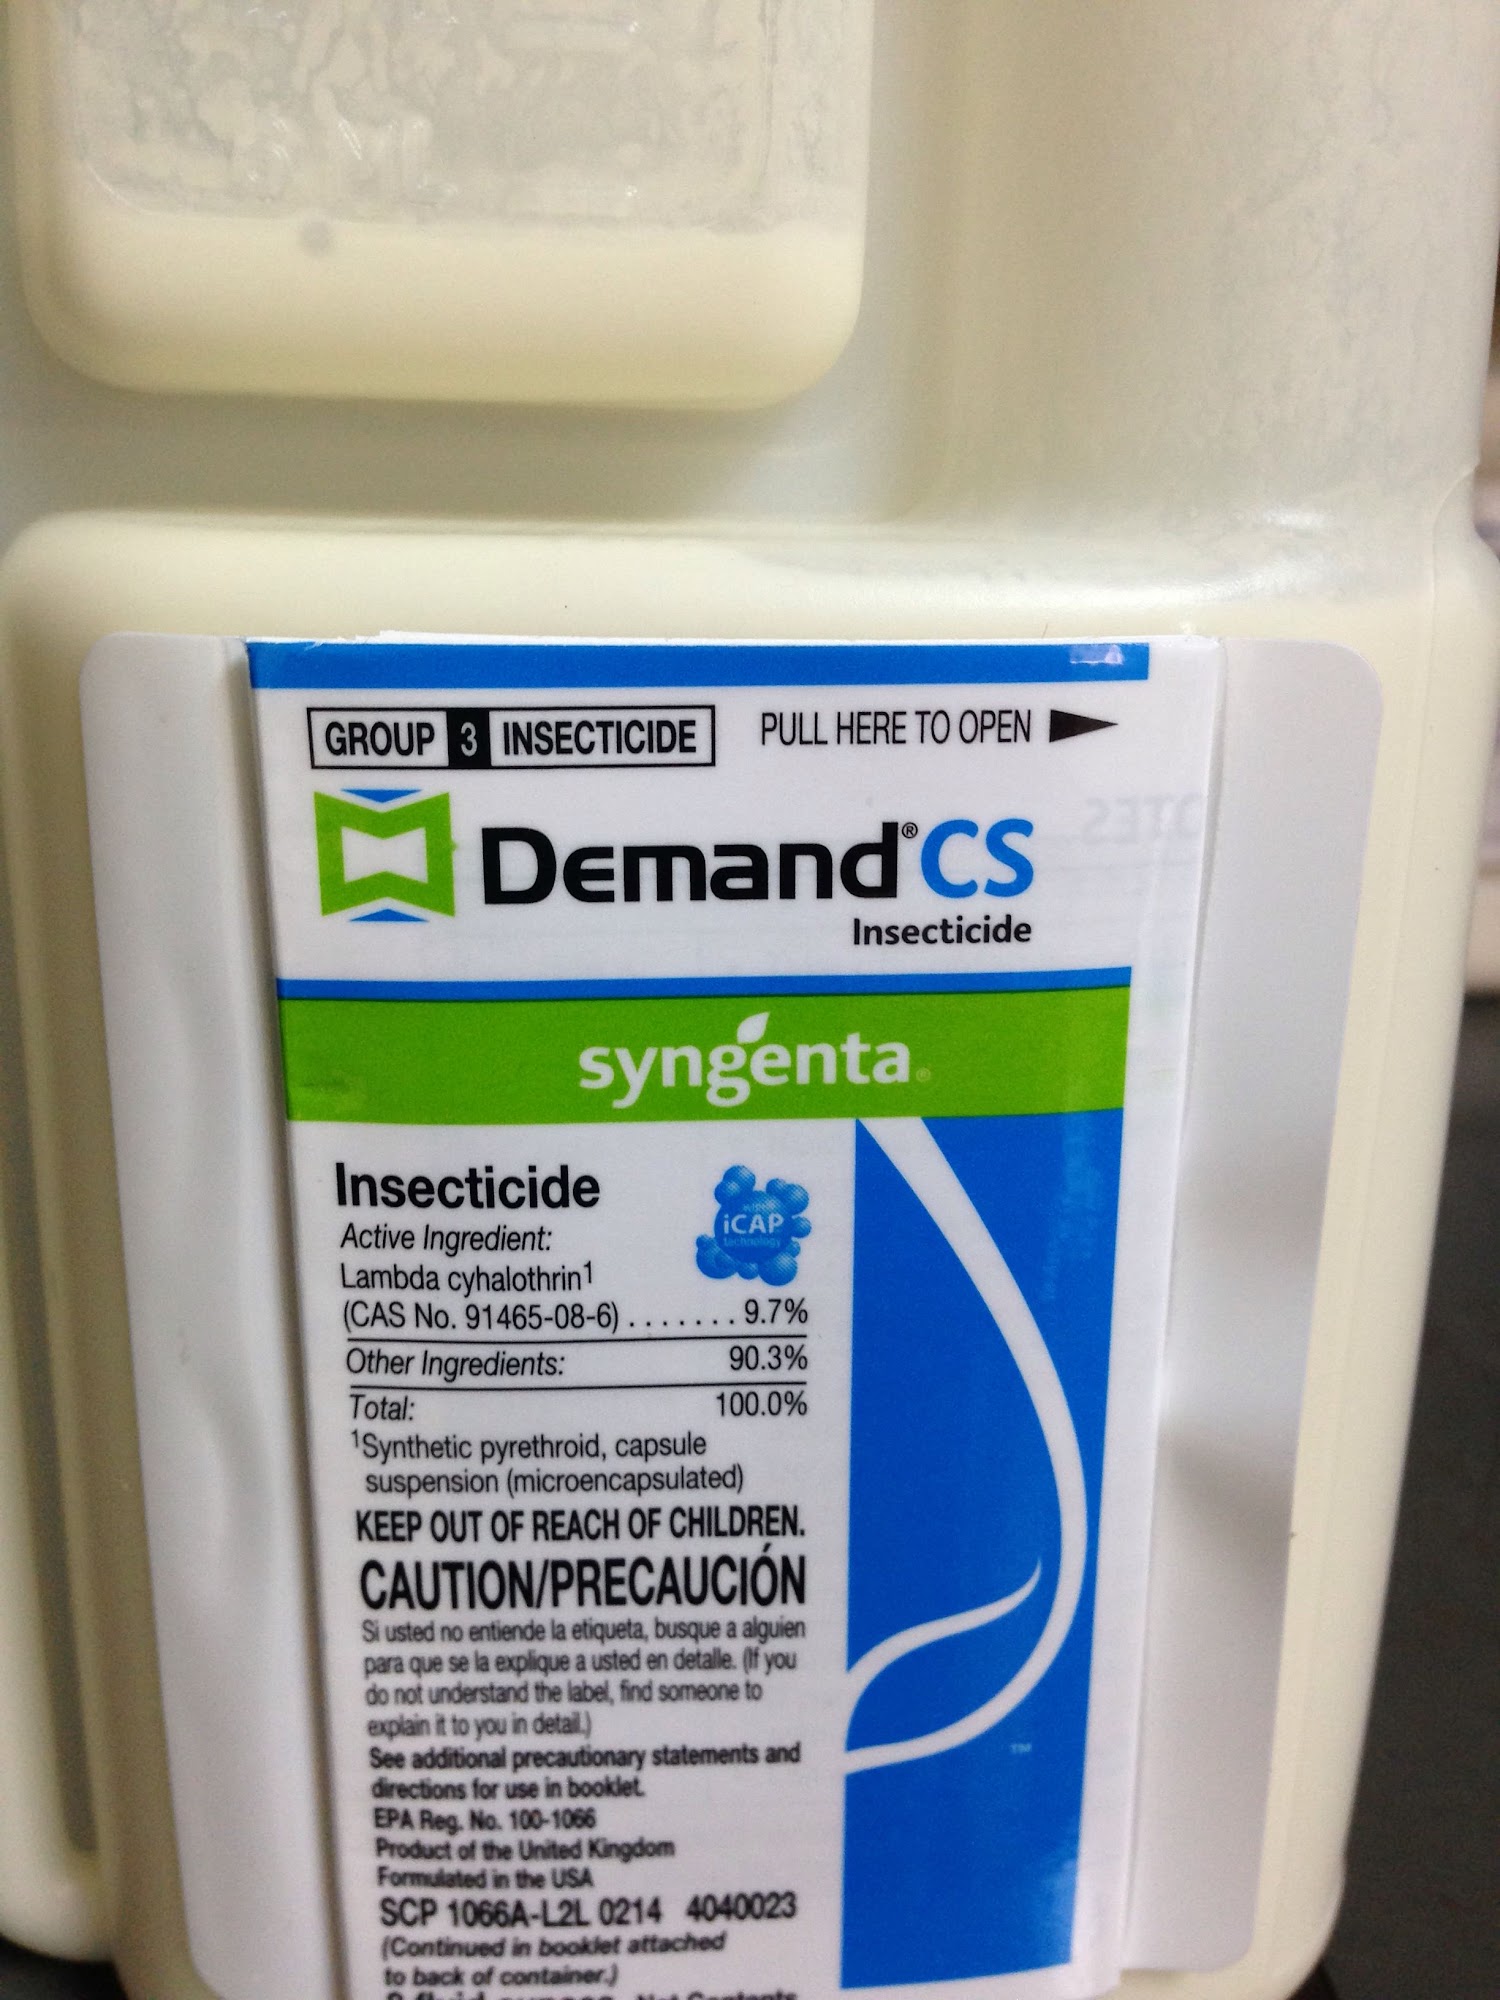 GROUP 3 INSECTICIDE PULL HERE TO OPEN
Demand® CS
Insecticide
syngenta®
Insecticide
iCAP
technology
Active Ingredient:
Lambda cyhalothrin¹
(CAS No. 91465-08-6) ....... 9.7%
Other Ingredients: 90.3%
Total: 100.0%
¹Synthetic pyrethroid, capsule
suspension (microencapsulated)
KEEP OUT OF REACH OF CHILDREN.
CAUTION/PRECAUCIÓN
Si usted no entiende la etiqueta, busque a alguien
para que se la explique a usted en detalle. (If you
do not understand the label, find someone to
explain it to you in detail.)
See additional precautionary statements and
directions for use in booklet.
EPA Reg. No. 100-1066
Product of the United Kingdom
Formulated in the USA
SCP 1066A-L2L 0214 4040023
(Continued in booklet attached
to back of container.)
TM